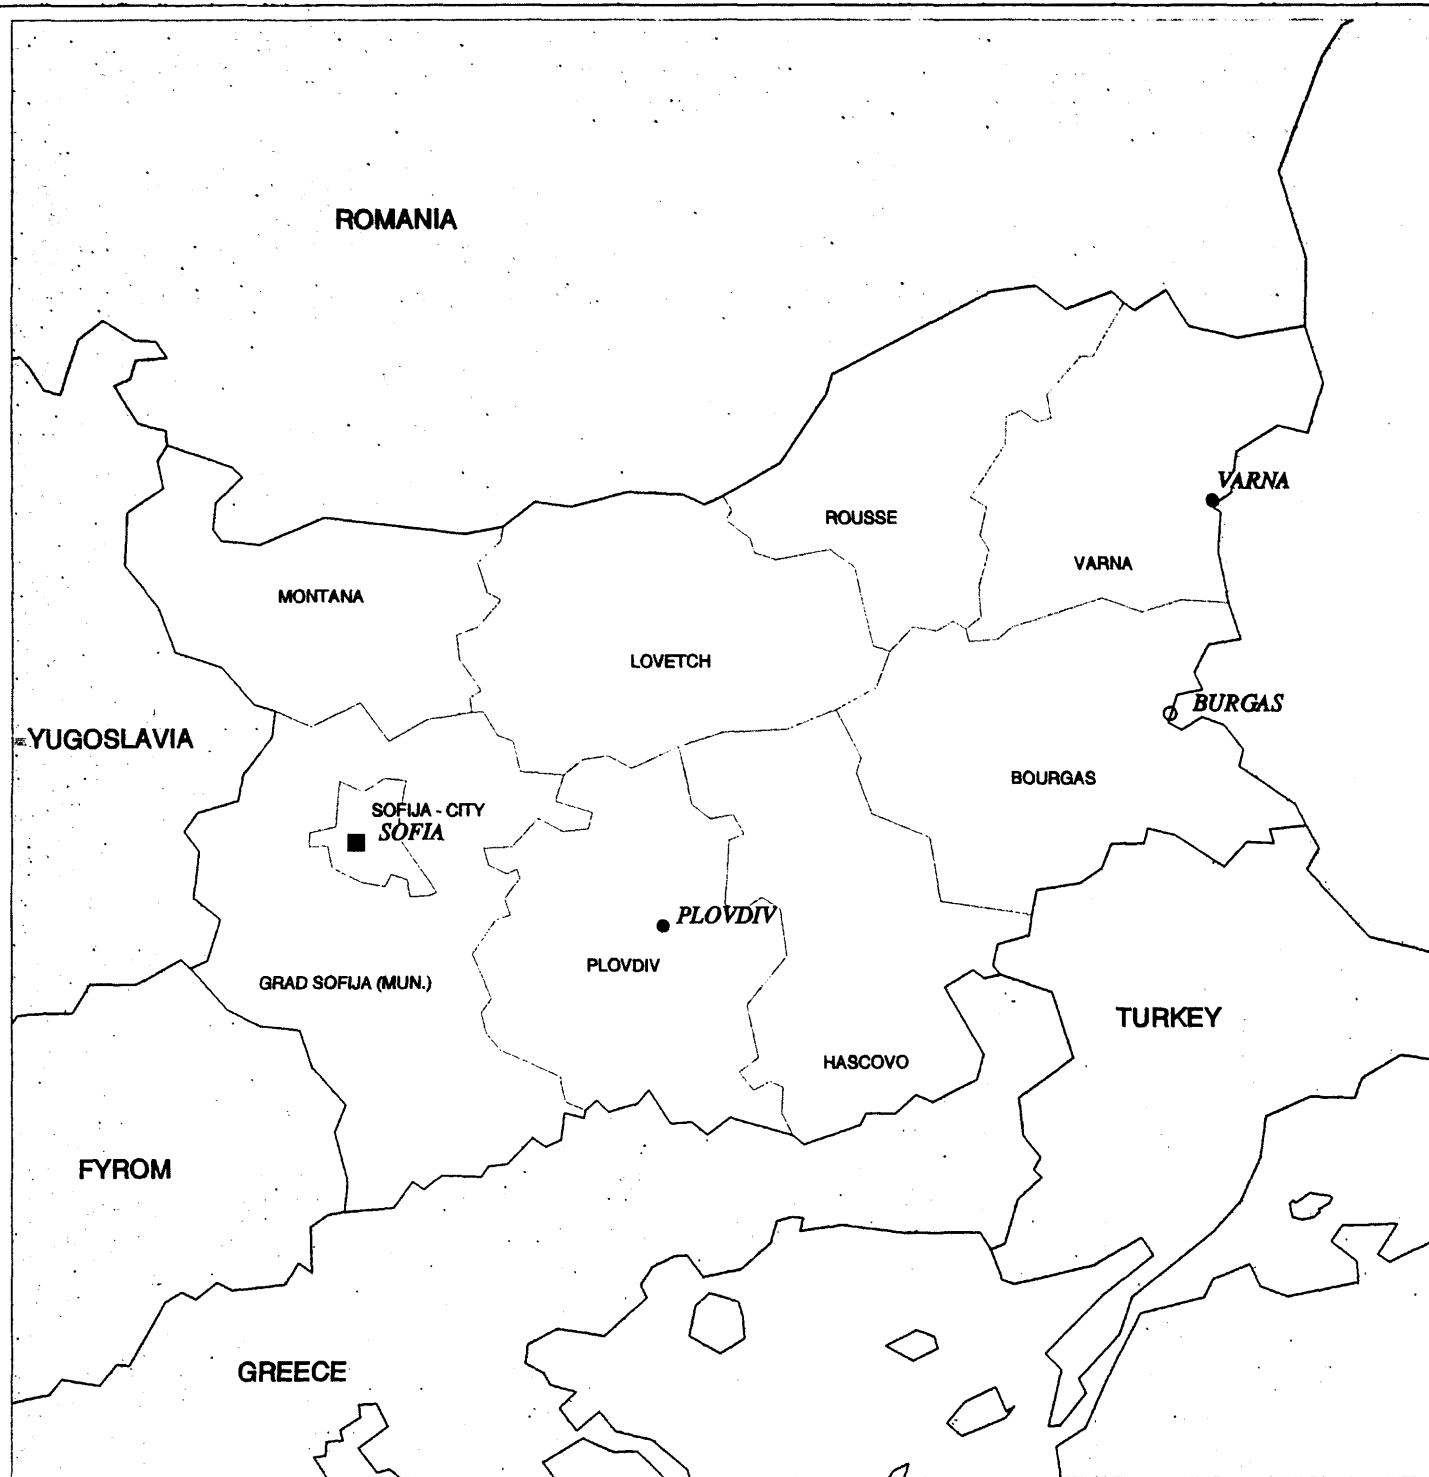 ROMANIA
VARNA
ROUSSE
VARNA
MONTANA
LOVETCH
BURGAS
YUGOSLAVIA
BOURGAS
SOFIJA - CITY
SOFIA
PLOVDIV
PLOVDIV
GRAD SOFIJA (MUN.)
TURKEY
HASCOVO
FYROM
GREECE